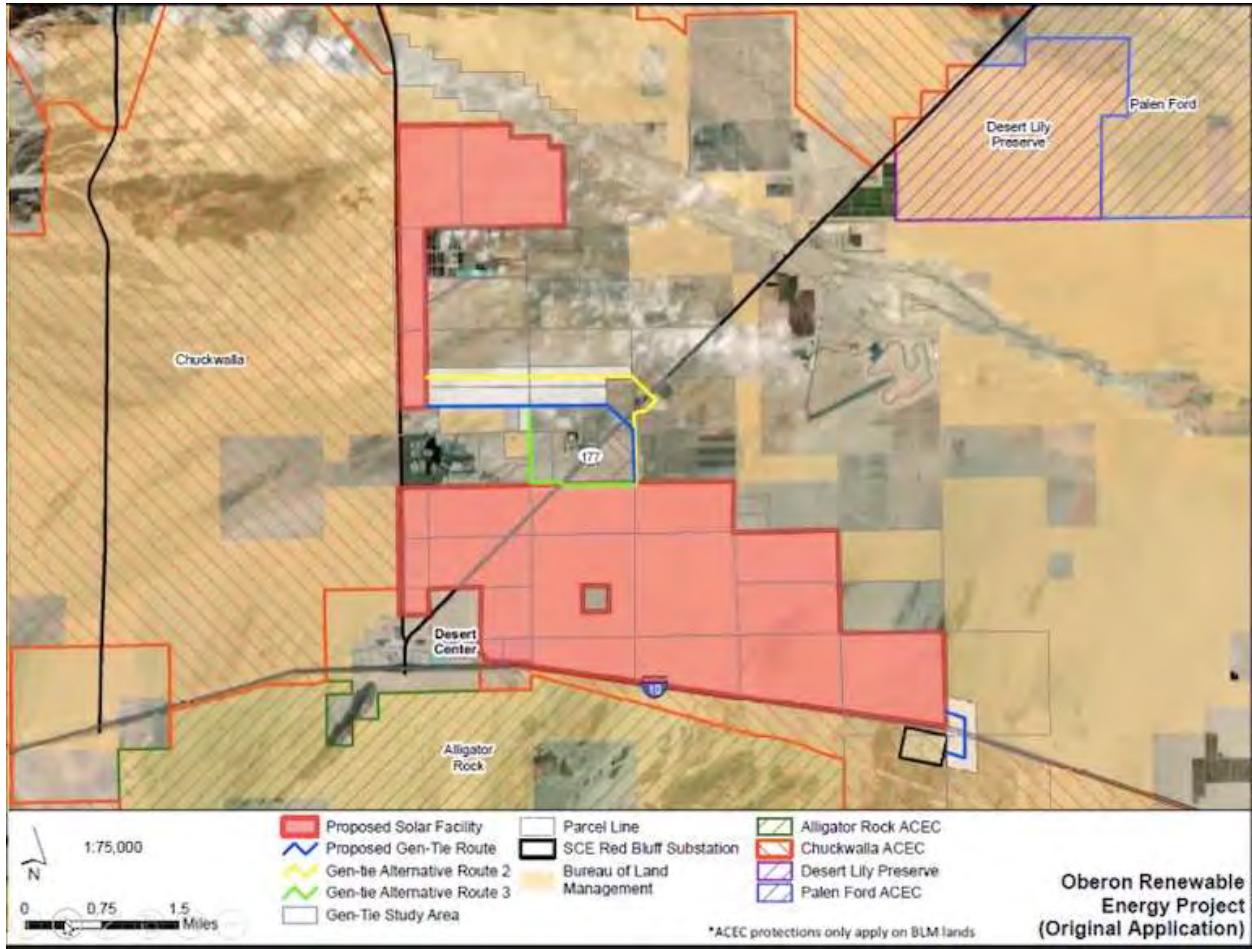 Palen Ford
Desert Lily
Preserve
Chuckwalla
177
Desert
Center
10
Alligator
Rock
1:75,000
N
0 0.75 1.5
Miles
Proposed Solar Facility
Proposed Gen-Tie Route
Gen-tie Alternative Route 2
Gen-tie Alternative Route 3
Gen-Tie Study Area
Parcel Line
SCE Red Bluff Substation
Bureau of Land
Management
Alligator Rock ACEC
Chuckwalla ACEC
Desert Lily Preserve
Palen Ford ACEC
*ACEC protections only apply on BLM lands
Oberon Renewable
Energy Project
(Original Application)